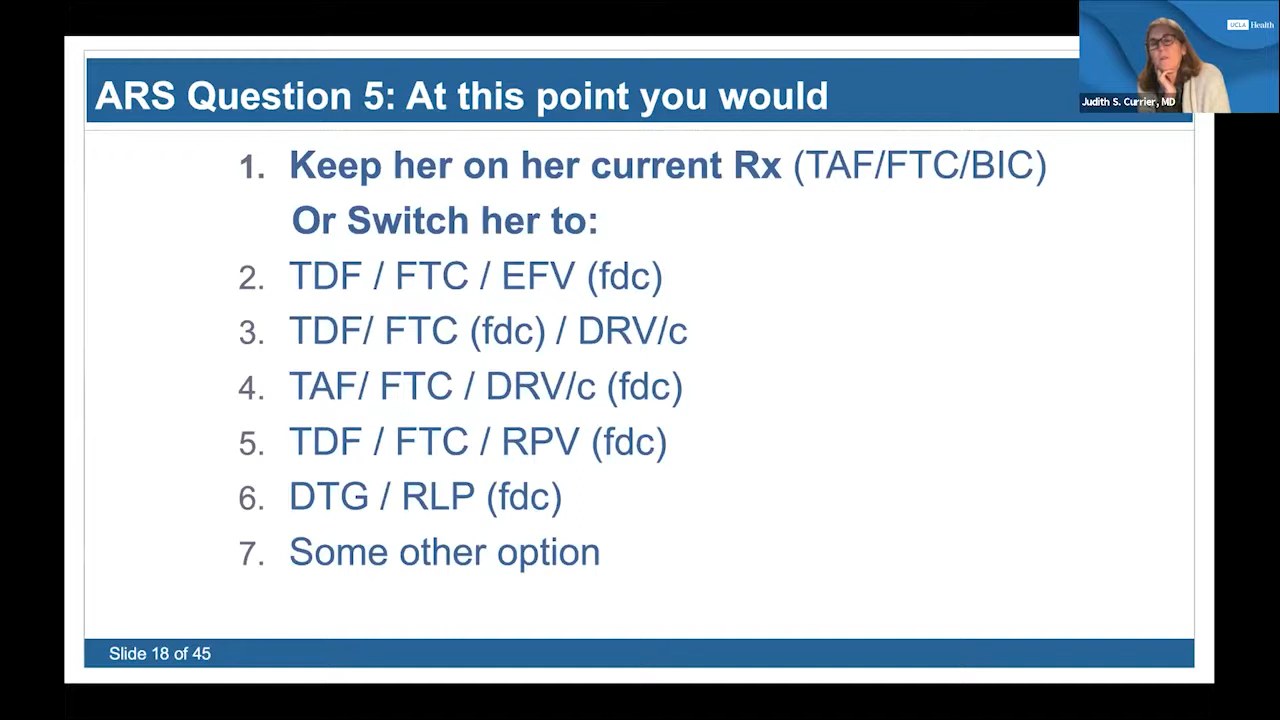 ARS Question 5: At this point you would
1. Keep her on her current Rx (TAF/FTC/BIC)
Or Switch her to:
2. TDF / FTC / EFV (fdc)
3. TDF/ FTC (fdc) / DRV/c
4. TAF/ FTC / DRV/c (fdc)
5. TDF / FTC / RPV (fdc)
6. DTG / RLP (fdc)
7. Some other option
Slide 18 of 45
UCLA Health
Judith S. Currier, MD